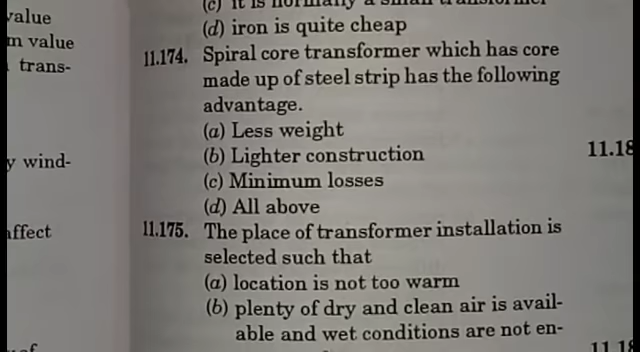 value
m value
trans-
y wind-
affect
(d) iron is quite cheap
11.174. Spiral core transformer which has core
made up of steel strip has the following
advantage.
(a) Less weight
(b) Lighter construction
(c) Minimum losses
(d) All above
11.175. The place of transformer installation is
selected such that
(a) location is not too warm
(b) plenty of dry and clean air is avail-
able and wet conditions are not en-
11.18